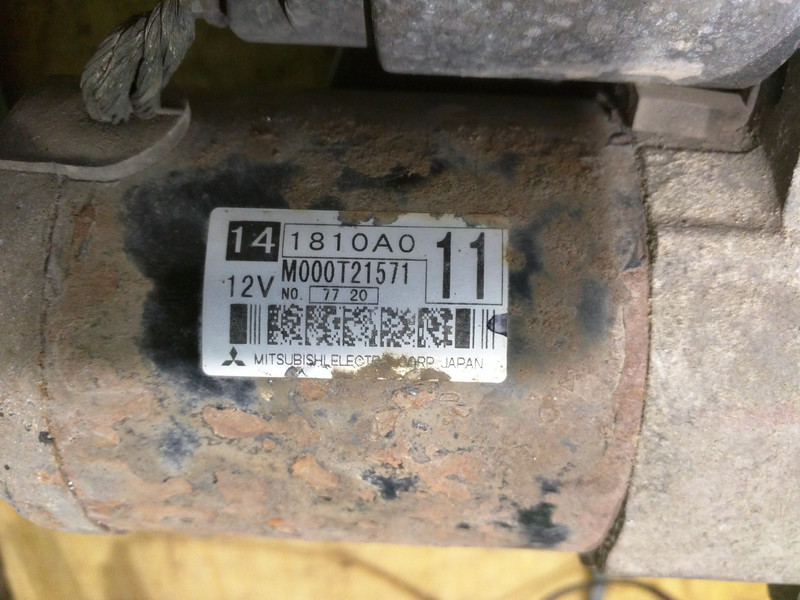 14 1810A0 11
12V M000T21571
NO. 77 20
MITSUBISHI ELECTRIC CORP. JAPAN